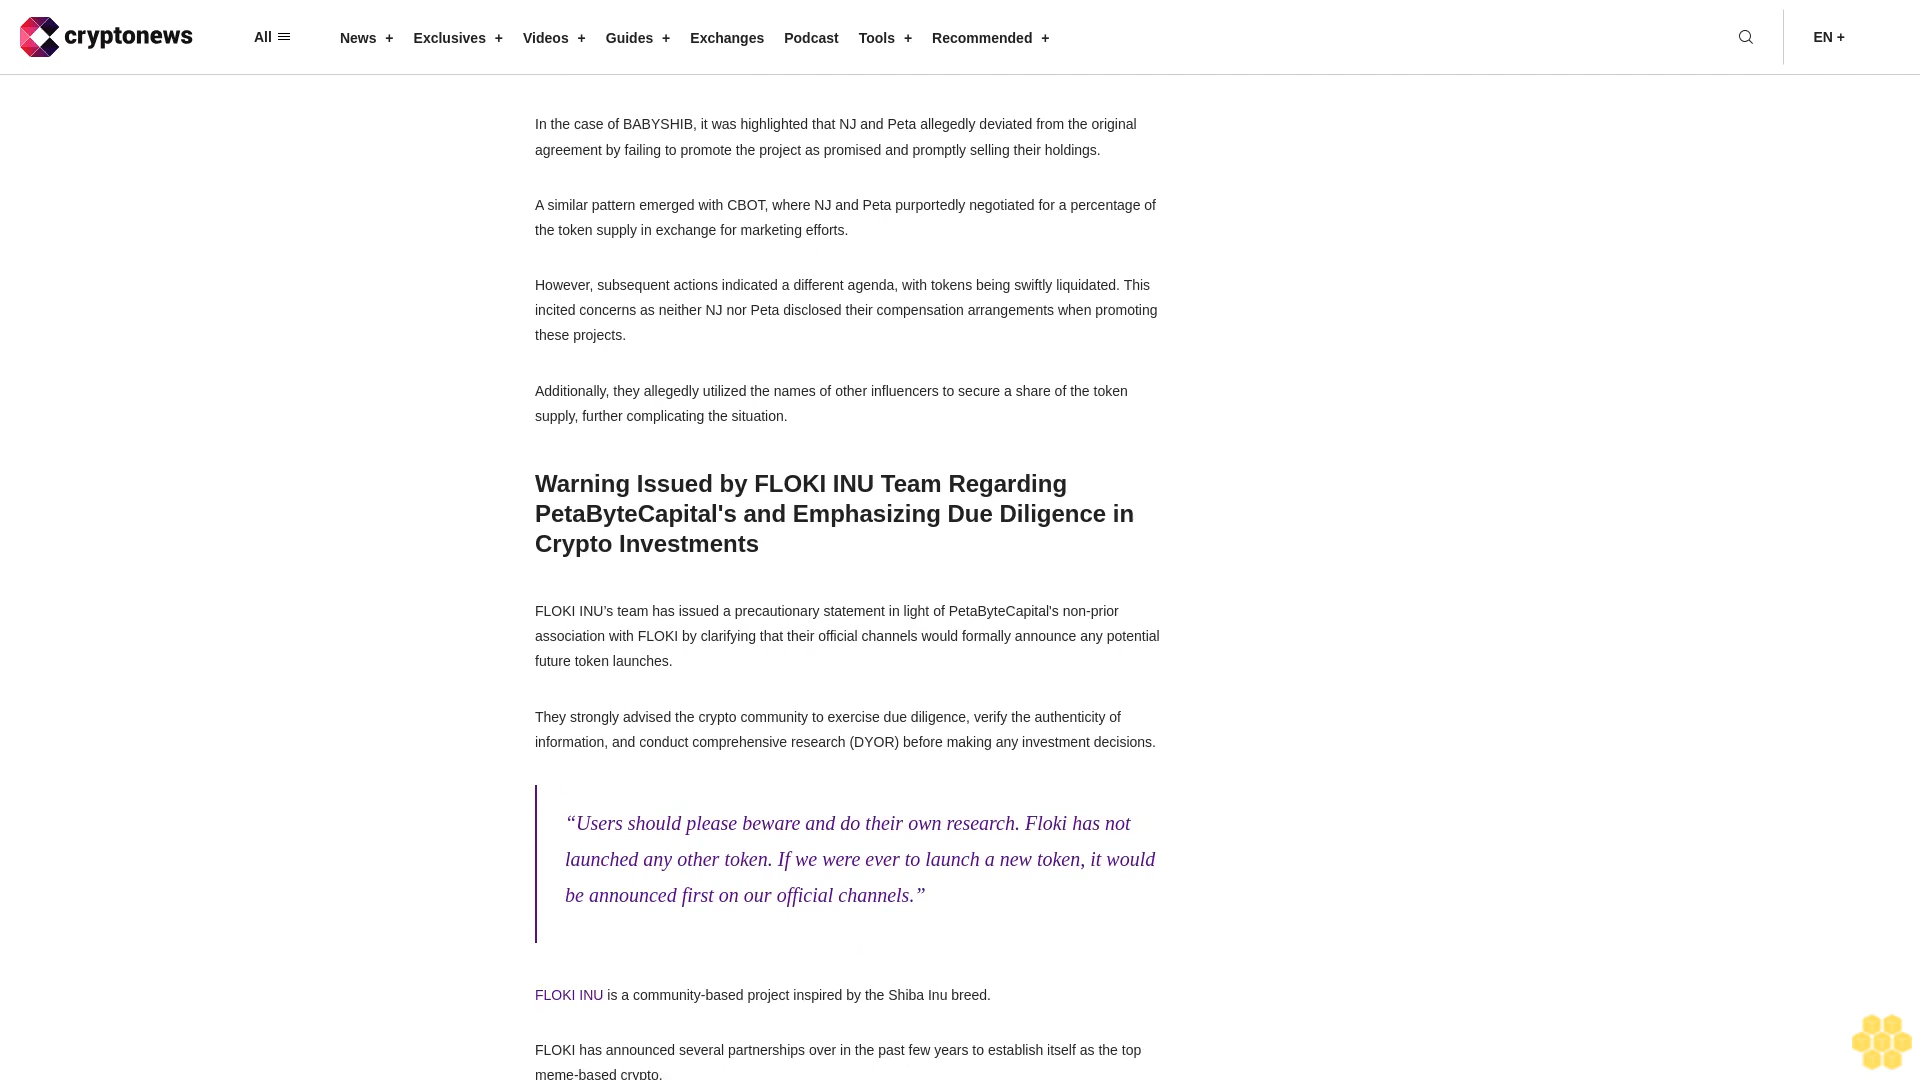 cryptonews
All
News +
Exclusives +
Videos +
Guides +
Exchanges
Podcast
Tools +
Recommended +
EN +
In the case of BABYSHIB, it was highlighted that NJ and Peta allegedly deviated from the original
agreement by failing to promote the project as promised and promptly selling their holdings.
A similar pattern emerged with CBOT, where NJ and Peta purportedly negotiated for a percentage of
the token supply in exchange for marketing efforts.
However, subsequent actions indicated a different agenda, with tokens being swiftly liquidated. This
incited concerns as neither NJ nor Peta disclosed their compensation arrangements when promoting
these projects.
Additionally, they allegedly utilized the names of other influencers to secure a share of the token
supply, further complicating the situation.
Warning Issued by FLOKI INU Team Regarding
PetaByteCapital's and Emphasizing Due Diligence in
Crypto Investments
FLOKI INU’s team has issued a precautionary statement in light of PetaByteCapital's non-prior
association with FLOKI by clarifying that their official channels would formally announce any potential
future token launches.
They strongly advised the crypto community to exercise due diligence, verify the authenticity of
information, and conduct comprehensive research (DYOR) before making any investment decisions.
“Users should please beware and do their own research. Floki has not
launched any other token. If we were ever to launch a new token, it would
be announced first on our official channels.”
FLOKI INU is a community-based project inspired by the Shiba Inu breed.
FLOKI has announced several partnerships over in the past few years to establish itself as the top
meme-based crypto.